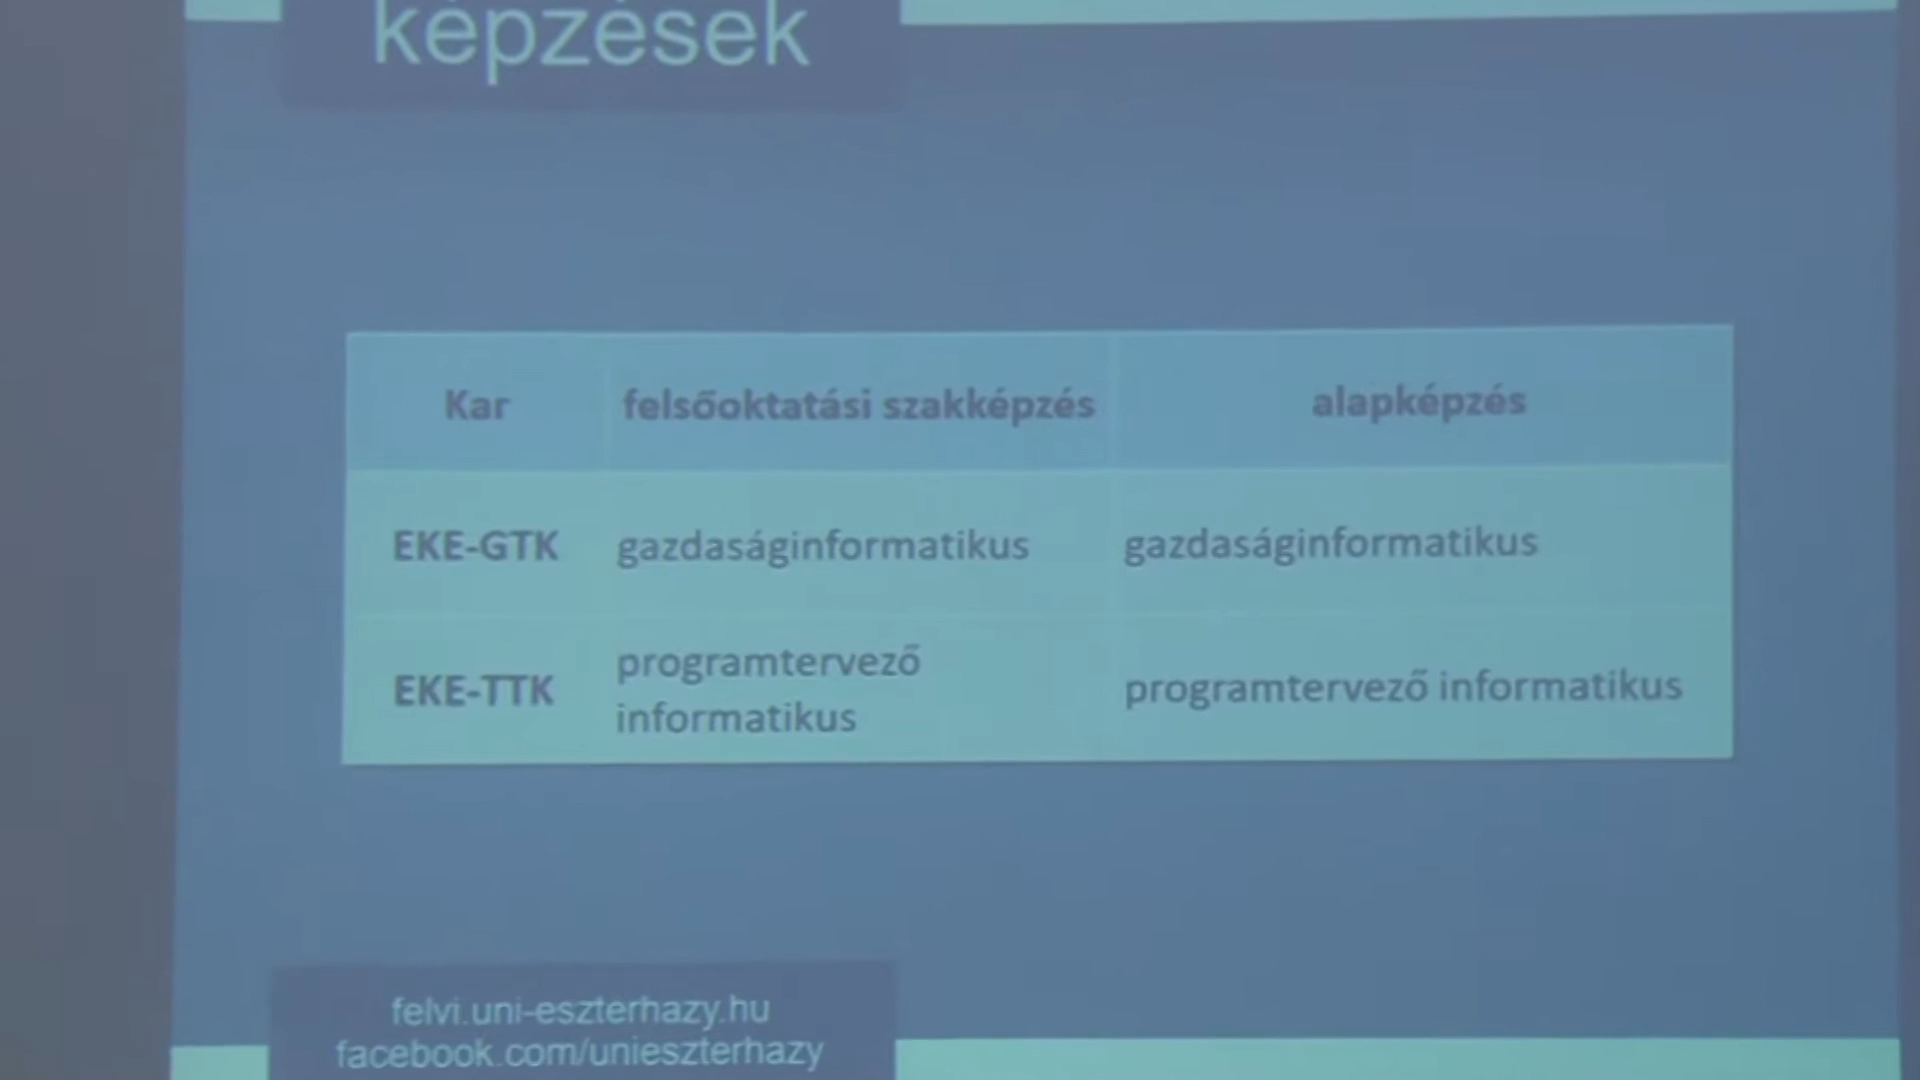 képzések
Kar felsőoktatási szakképzés alapképzés
EKE-GTK gazdaságinformatikus gazdaságinformatikus
EKE-TTK programtervező informatikus programtervező informatikus
felvi.uni-eszterhazy.hu
facebook.com/unieszterhazy